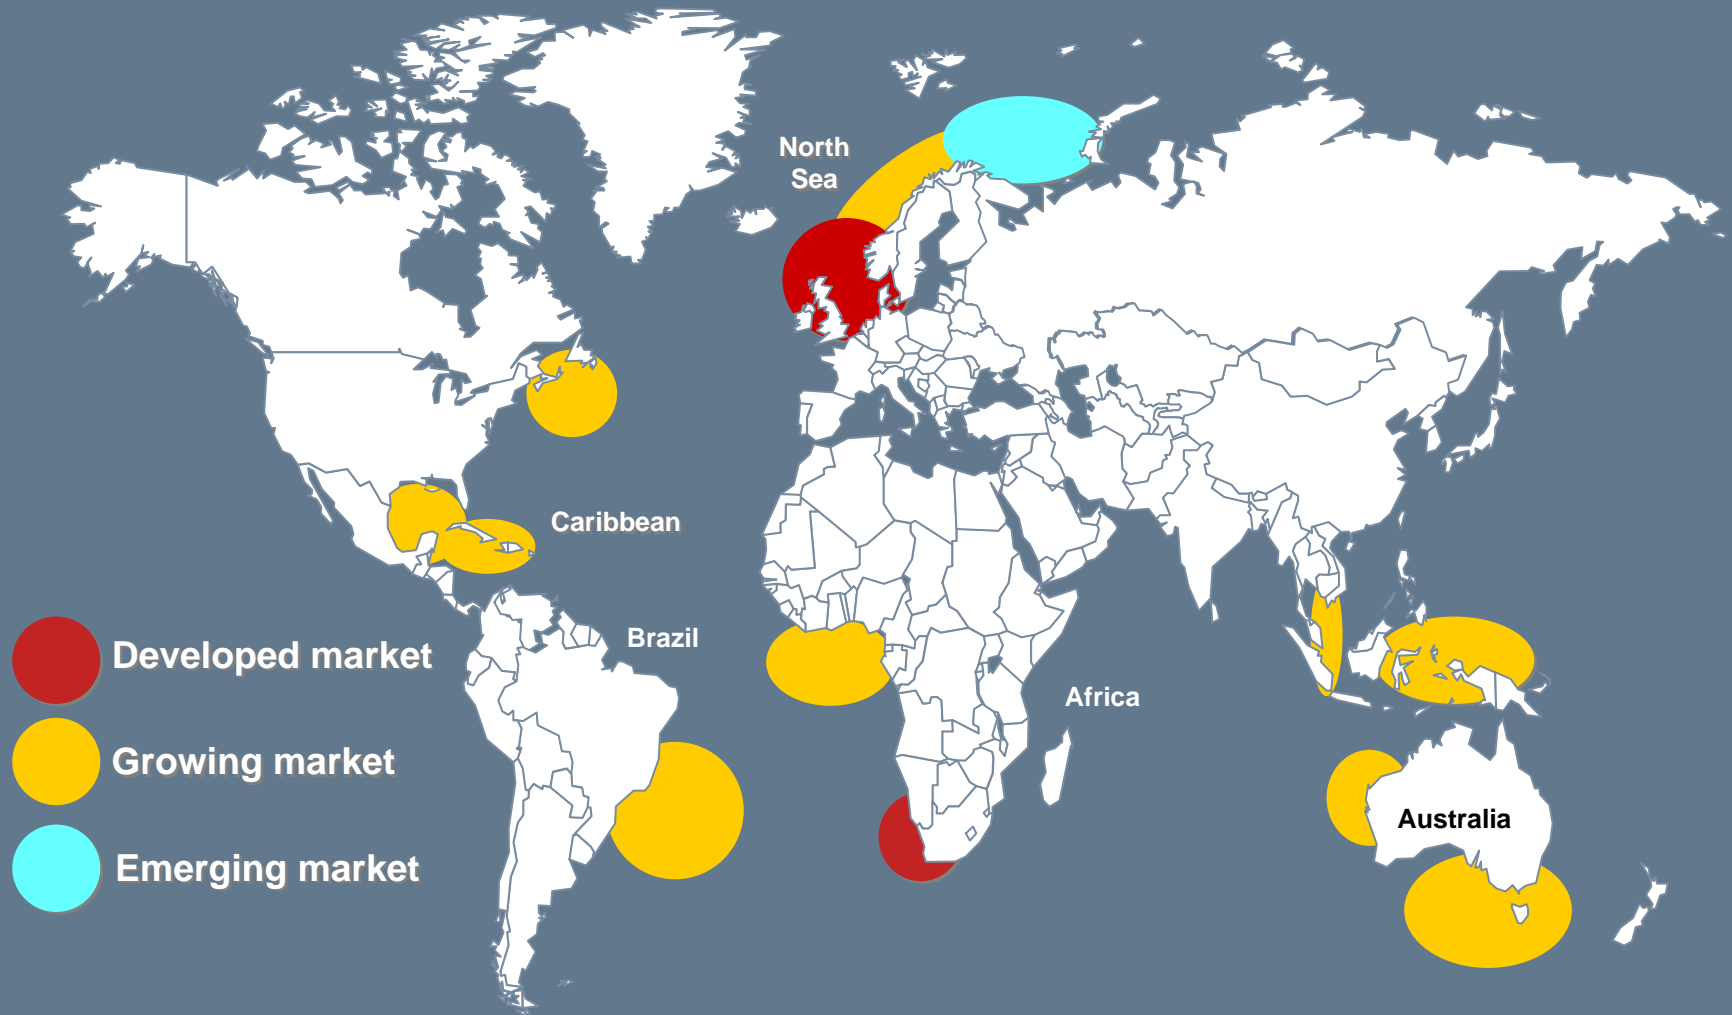 North
Sea
Caribbean
Brazil
Africa
Australia
Developed market
Growing market
Emerging market